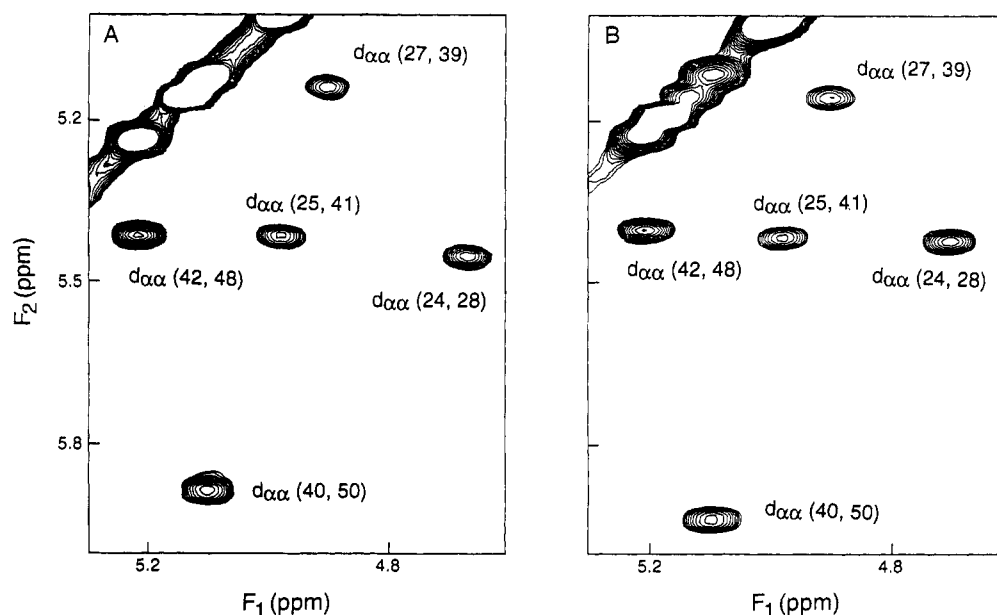 A
dαα (27, 39)
5.2
dαα (25, 41)
dαα (42, 48)
dαα (24, 28)
5.5
F2 (ppm)
5.8
dαα (40, 50)
5.2
4.8
F1 (ppm)
B
dαα (27, 39)
dαα (25, 41)
dαα (42, 48)
dαα (24, 28)
dαα (40, 50)
5.2
4.8
F1 (ppm)